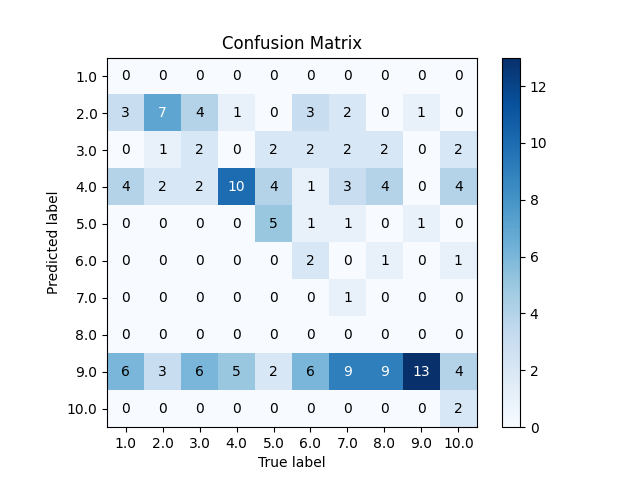 Confusion Matrix
1.0 0 0 0 0 0 0 0 0 0 0
2.0 3 7 4 1 0 3 2 0 1 0
3.0 0 1 2 0 2 2 2 2 0 2
4.0 4 2 2 10 4 1 3 4 0 4
5.0 0 0 0 0 5 1 1 0 1 0
6.0 0 0 0 0 0 2 0 1 0 1
7.0 0 0 0 0 0 0 1 0 0 0
8.0 0 0 0 0 0 0 0 0 0 0
9.0 6 3 6 5 2 6 9 9 13 4
10.0 0 0 0 0 0 0 0 0 0 2
1.0 2.0 3.0 4.0 5.0 6.0 7.0 8.0 9.0 10.0
True label
Predicted label
12
10
8
6
4
2
0